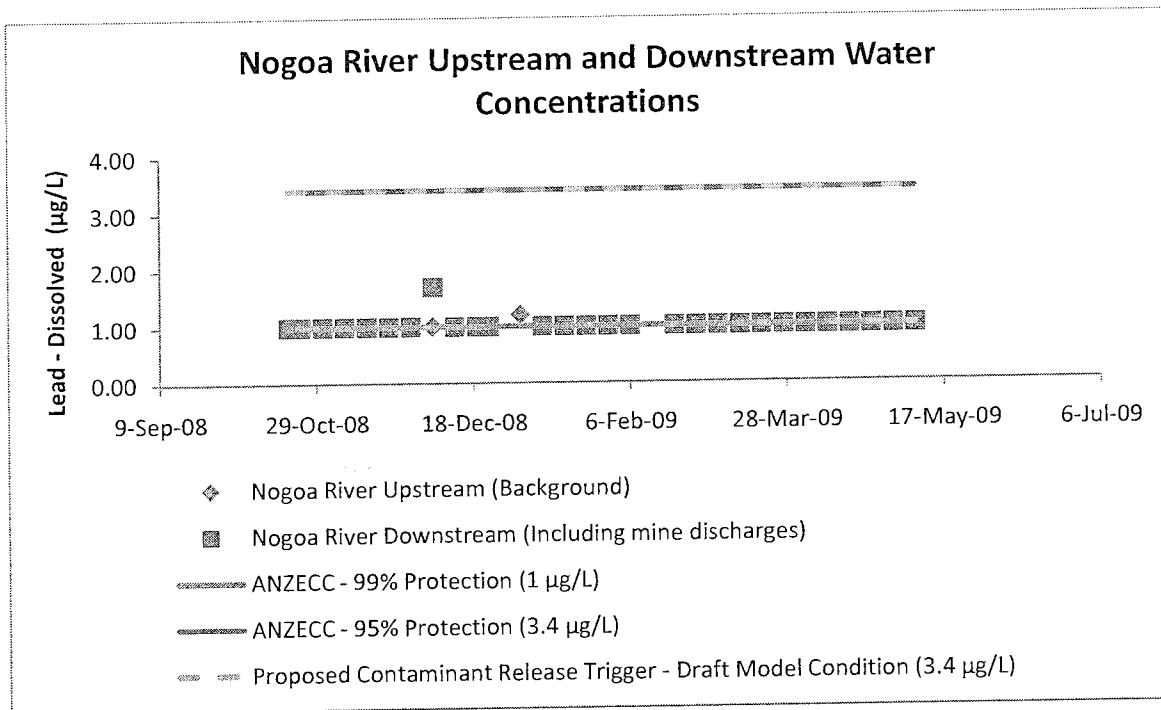 Nogoa River Upstream and Downstream Water
Concentrations
Lead - Dissolved (µg/L)
4.00
3.00
2.00
1.00
0.00
9-Sep-08 29-Oct-08 18-Dec-08 6-Feb-09 28-Mar-09 17-May-09 6-Jul-09
Nogoa River Upstream (Background)
Nogoa River Downstream (Including mine discharges)
ANZECC - 99% Protection (1 µg/L)
ANZECC - 95% Protection (3.4 µg/L)
Proposed Contaminant Release Trigger - Draft Model Condition (3.4 µg/L)